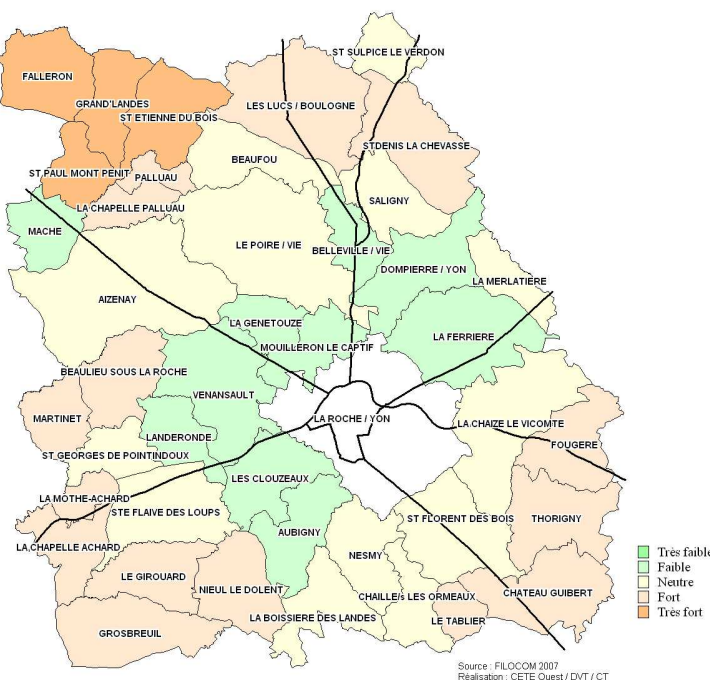 ST SULPICE LE VERDON
FALLERON
GRAND'LANDES
LES LUCS / BOULOGNE
ST ETIENNE DU BOIS
ST DENIS LA CHEVASSE
BEAUFOU
ST PAUL MONT PENIT
PALLUAU
SALIGNY
LA CHAPELLE PALLUAU
MACHE
LE POIRE / VIE
BELLEVILLE / VIE
DOMPIERRE / YON
LA MERLATIERE
AIZENAY
LA GENETOUZE
LA FERRIERE
MOUILLERON LE CAPTIF
BEAULIEU SOUS LA ROCHE
VENANSAULT
MARTINET
LA ROCHE / YON
LA CHAIZE LE VICOMTE
LANDERONDE
FOUGERE
ST GEORGES DE POINTINDOUX
LES CLOUZEAUX
LA MOTHE-ACHARD
STE FLAIVE DES LOUPS
ST FLORENT DES BOIS
THORIGNY
AUBIGNY
LA CHAPELLE ACHARD
NESMY
LE GIROUARD
NIEUL LE DOLENT
CHAILLE/s LES ORMEAUX
CHATEAU GUIBERT
LA BOISSIERE DES LANDES
LE TABLIER
GROSBREUIL
Très faible
Faible
Neutre
Fort
Très fort
Source : FILOCOM 2007
Réalisation : CETE Ouest / DVT / CT